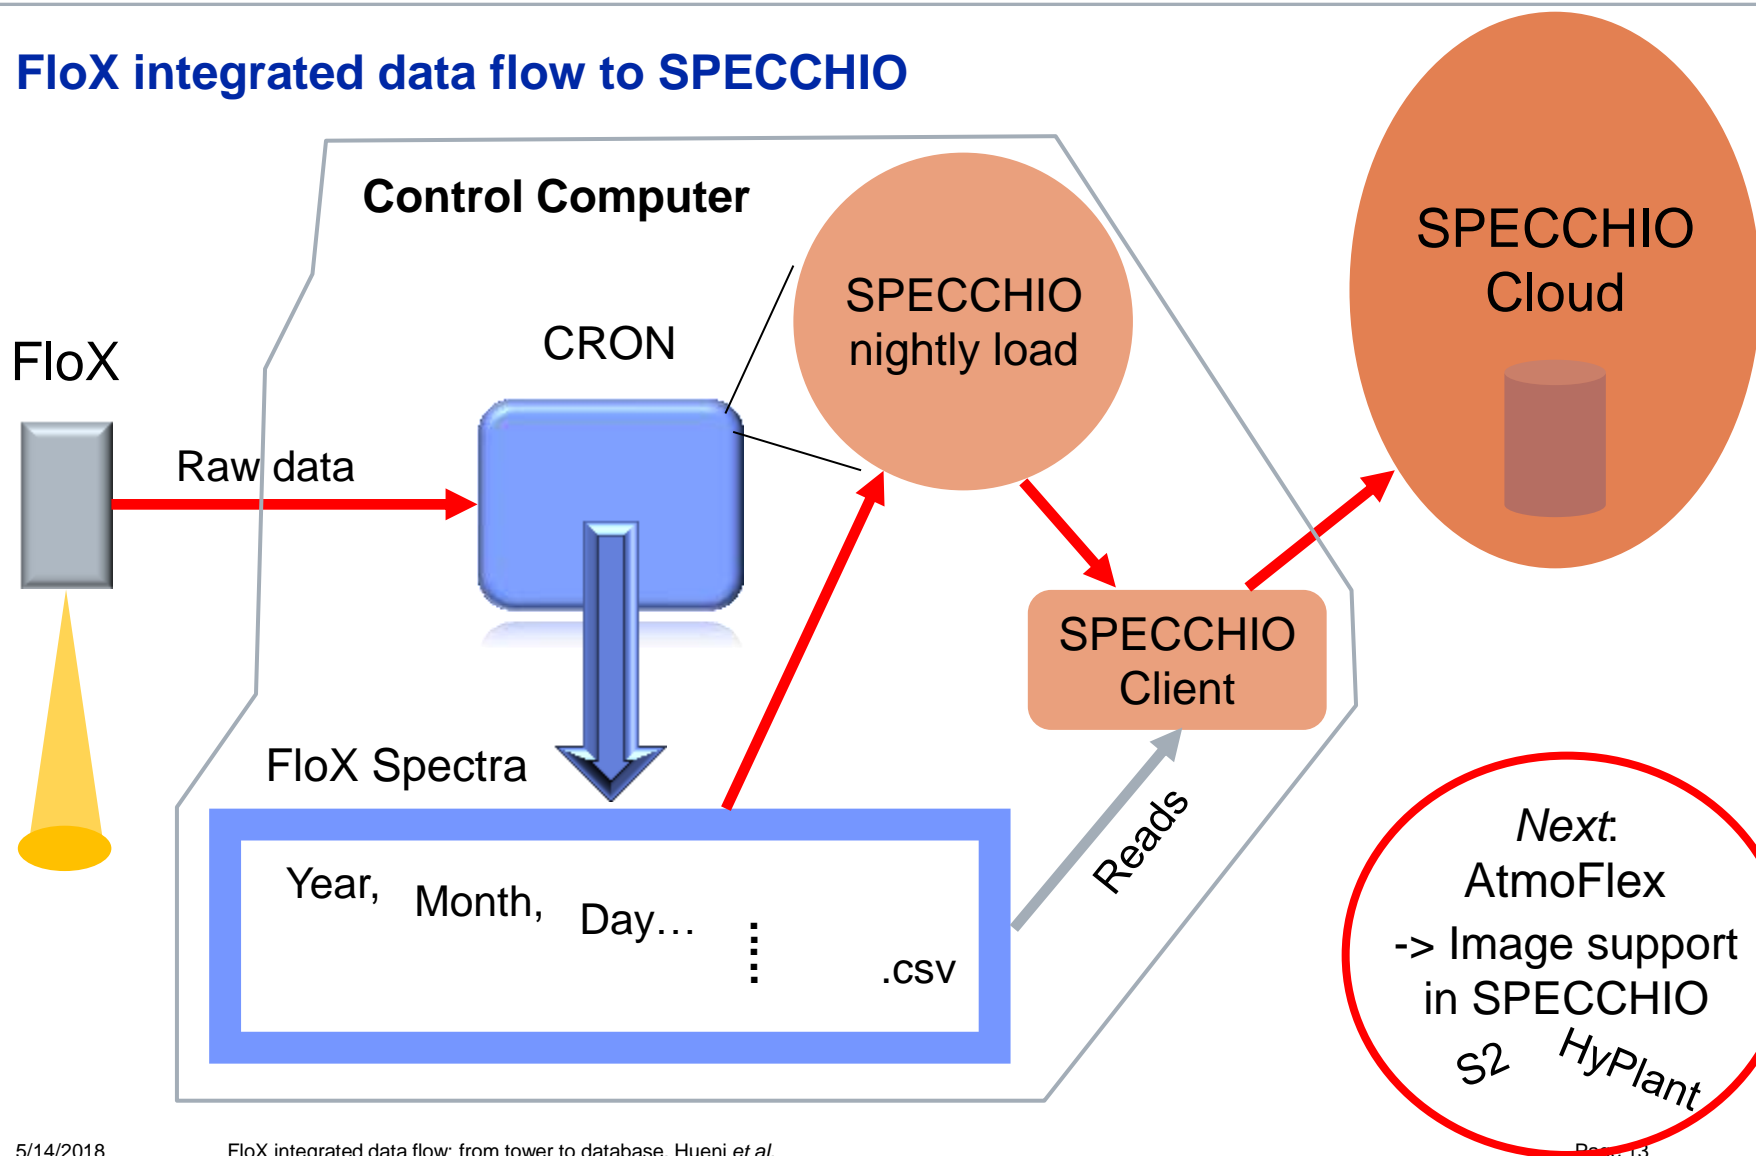 FloX integrated data flow to SPECCHIO
Control Computer
SPECCHIO
nightly load
SPECCHIO
Cloud
CRON
FloX
Raw data
SPECCHIO
Client
FloX Spectra
Reads
Year, Month, Day…
.csv
Next:
AtmoFlex
-> Image support
in SPECCHIO
S2 HyPlant
5/14/2018
FloX integrated data flow: from tower to database, Hueni et al.
Page 13